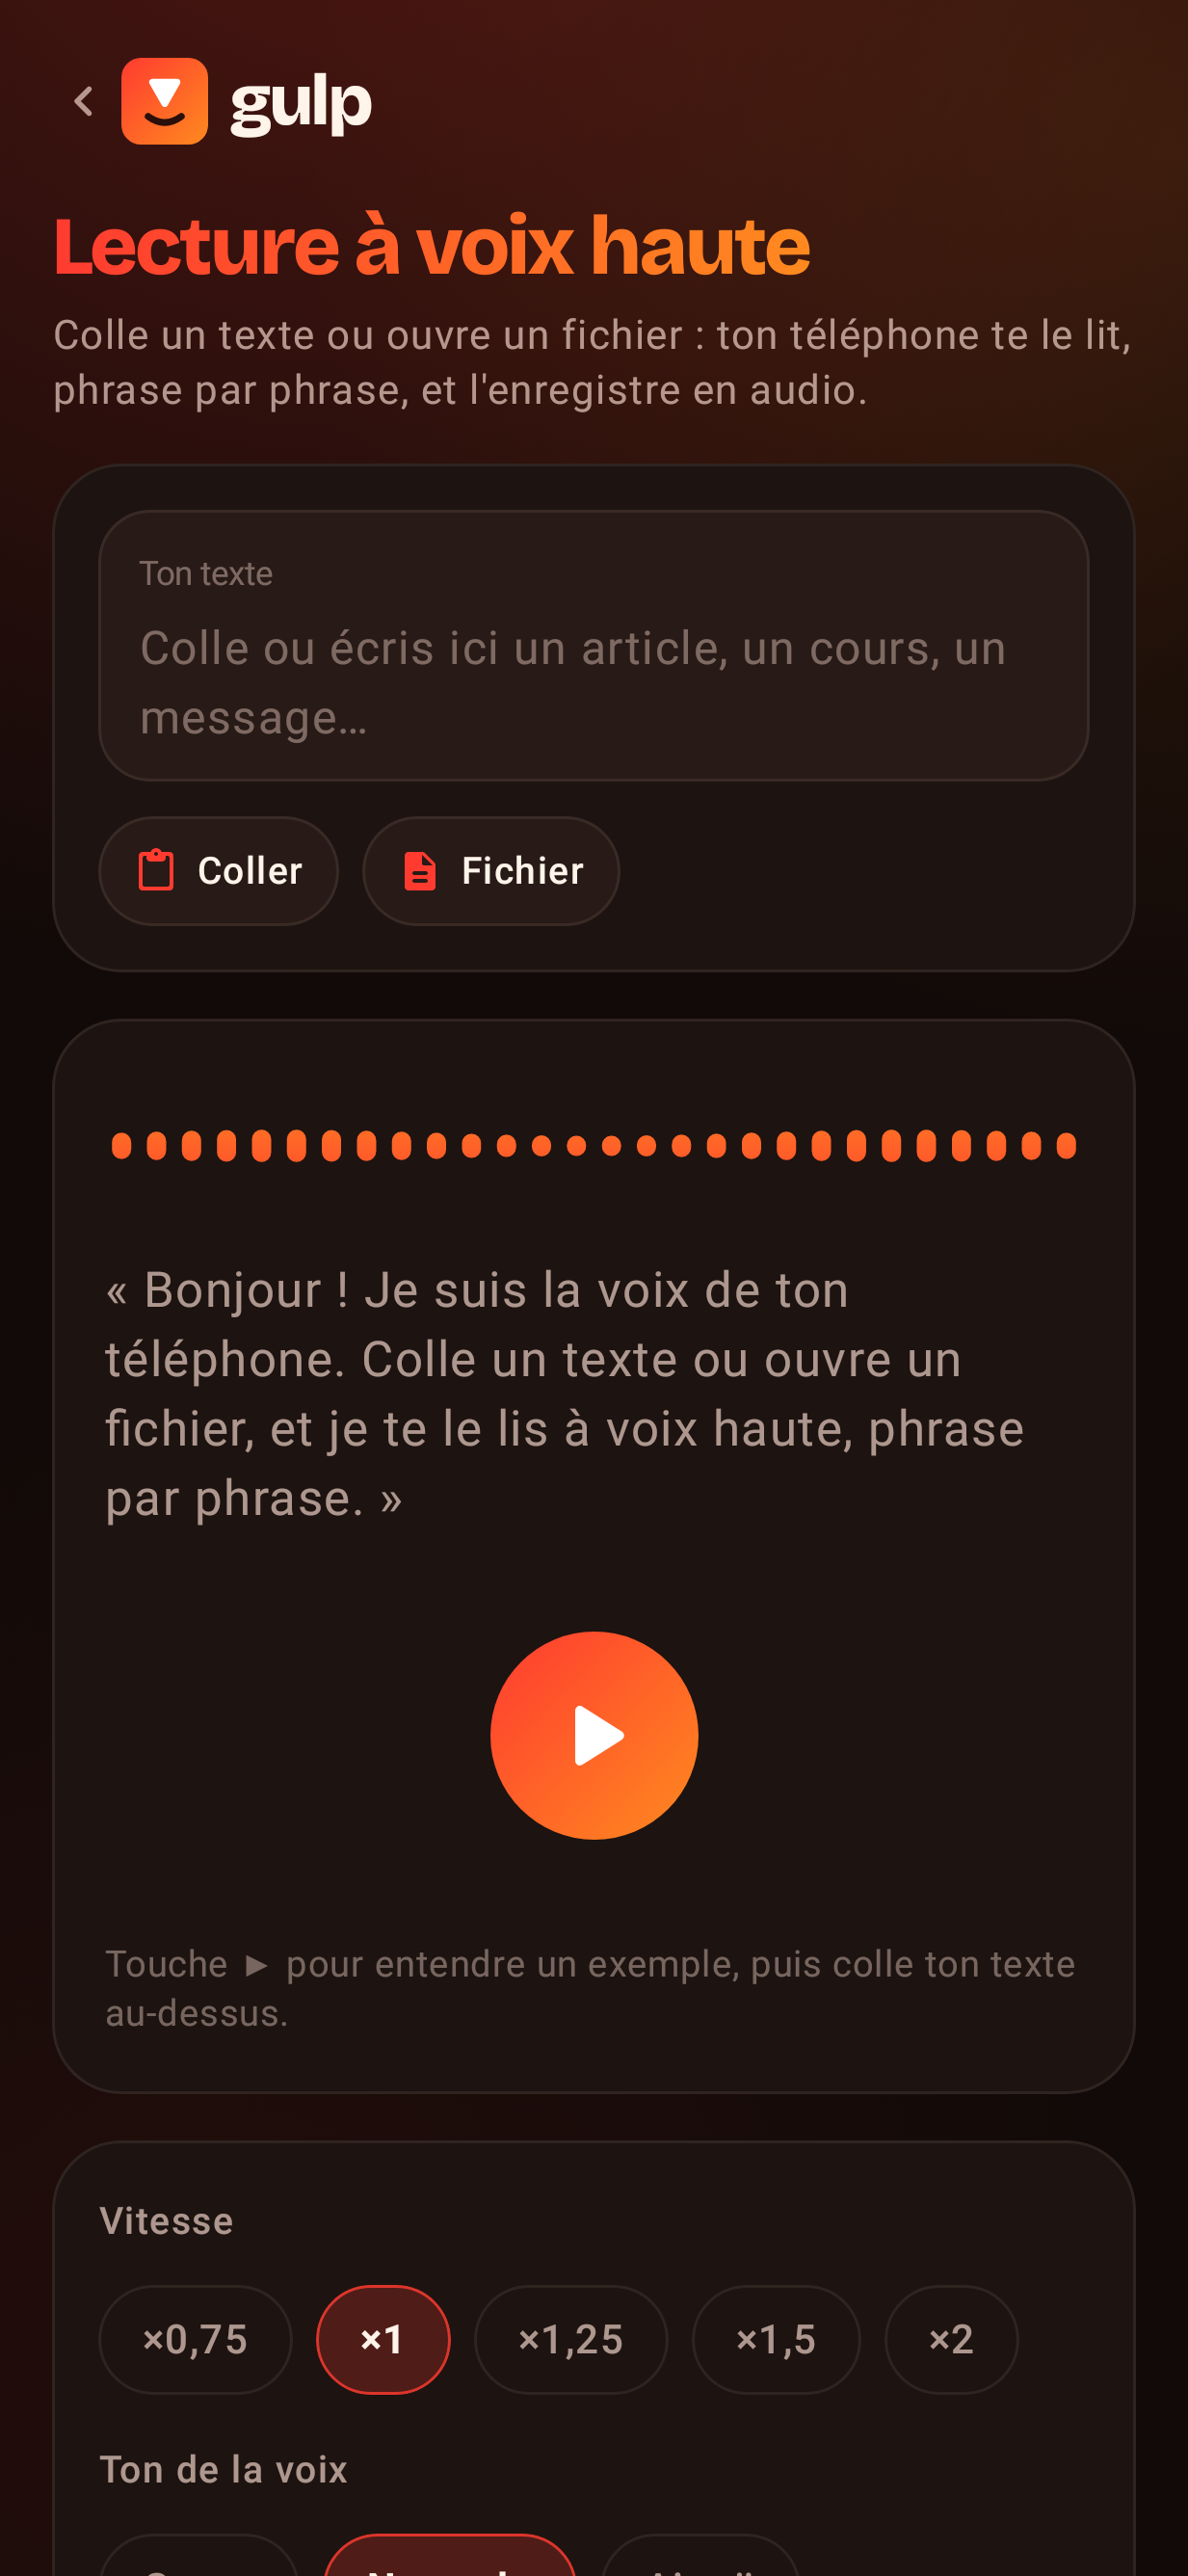 gulp
Lecture à voix haute
Colle un texte ou ouvre un fichier : ton téléphone te le lit,
phrase par phrase, et l'enregistre en audio.
Ton texte
Colle ou écris ici un article, un cours, un
message…
Coller
Fichier
« Bonjour ! Je suis la voix de ton
téléphone. Colle un texte ou ouvre un
fichier, et je te le lis à voix haute, phrase
par phrase. »
Touche ► pour entendre un exemple, puis colle ton texte
au-dessus.
Vitesse
×0,75
×1
×1,25
×1,5
×2
Ton de la voix